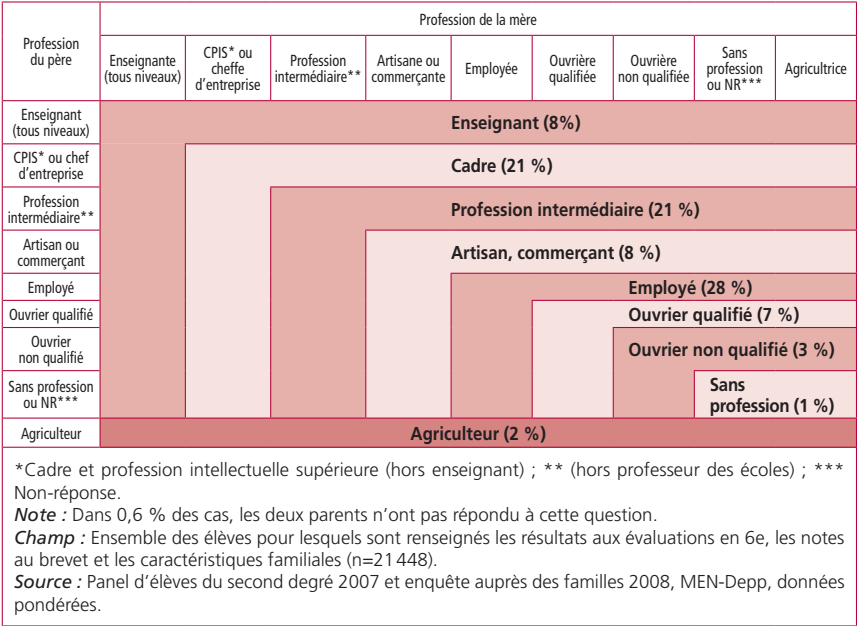 Profession
du père
Profession de la mère
Enseignante
(tous niveaux)
CPIS* ou
cheffe
d'entreprise
Profession
intermédiaire**
Artisane ou
commerçante
Employée
Ouvrière
qualifiée
Ouvrière
non qualifiée
Sans
profession
ou NR***
Agricultrice
Enseignant
(tous niveaux)
Enseignant (8%)
CPIS* ou chef
d'entreprise
Cadre (21 %)
Profession
intermédiaire**
Profession intermédiaire (21 %)
Artisan ou
commerçant
Artisan, commerçant (8 %)
Employé
Employé (28 %)
Ouvrier qualifié
Ouvrier qualifié (7 %)
Ouvrier
non qualifié
Ouvrier non qualifié (3 %)
Sans profession
ou NR***
Sans
profession (1 %)
Agriculteur
Agriculteur (2 %)
*Cadre et profession intellectuelle supérieure (hors enseignant) ; ** (hors professeur des écoles) ; ***
Non-réponse.
Note : Dans 0,6 % des cas, les deux parents n'ont pas répondu à cette question.
Champ : Ensemble des élèves pour lesquels sont renseignés les résultats aux évaluations en 6e, les notes
au brevet et les caractéristiques familiales (n=21 448).
Source : Panel d'élèves du second degré 2007 et enquête auprès des familles 2008, MEN-Depp, données
pondérées.